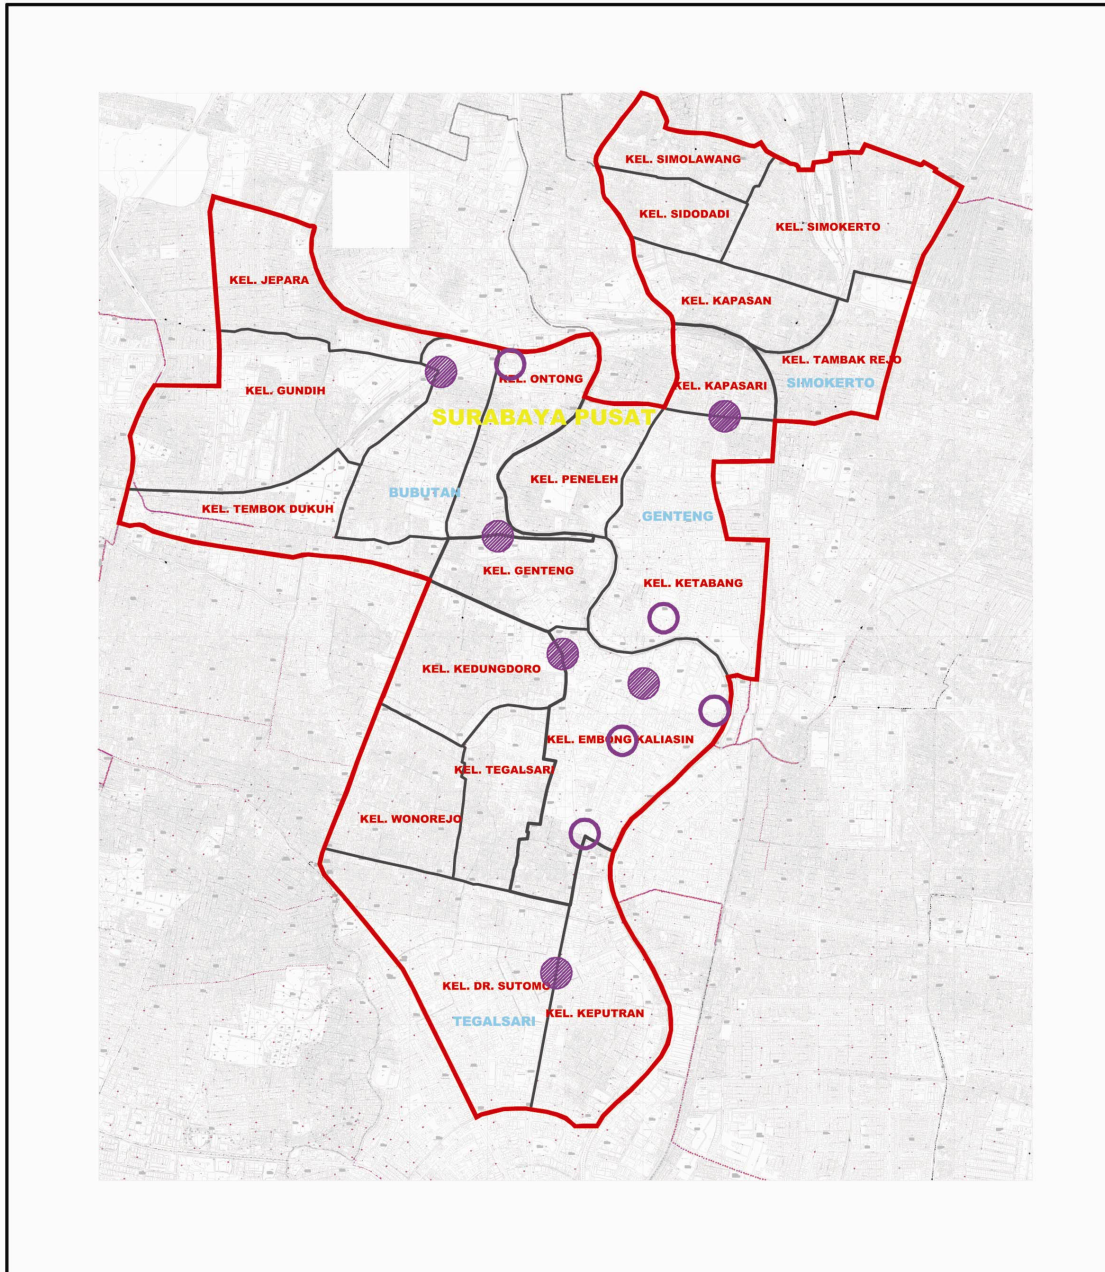 KEL. SIMOLAWANG
KEL. SIDODADI
KEL. SIMOKERTO
KEL. JEPARA
KEL. KAPASAN
KEL. TAMBAK REJO
KEL. ONTONG
KEL. KAPASARI
SIMOKERTO
KEL. GUNDIH
SURABAYA PUSAT
KEL. PENELEH
BUBUTAN
KEL. TEMBOK DUKUH
GENTENG
KEL. GENTENG
KEL. KETABANG
KEL. KEDUNGDORO
KEL. EMBONG KALIASIN
KEL. TEGALSARI
KEL. WONOREJO
KEL. DR. SUTOMO
KEL. KEPUTRAN
TEGALSARI